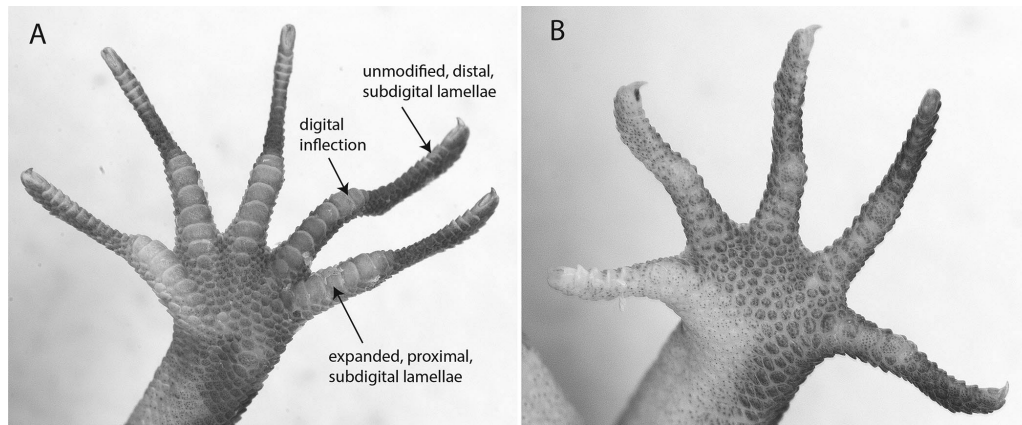 A
unmodified, distal,
subdigital lamellae
digital
inflection
expanded, proximal,
subdigital lamellae
B